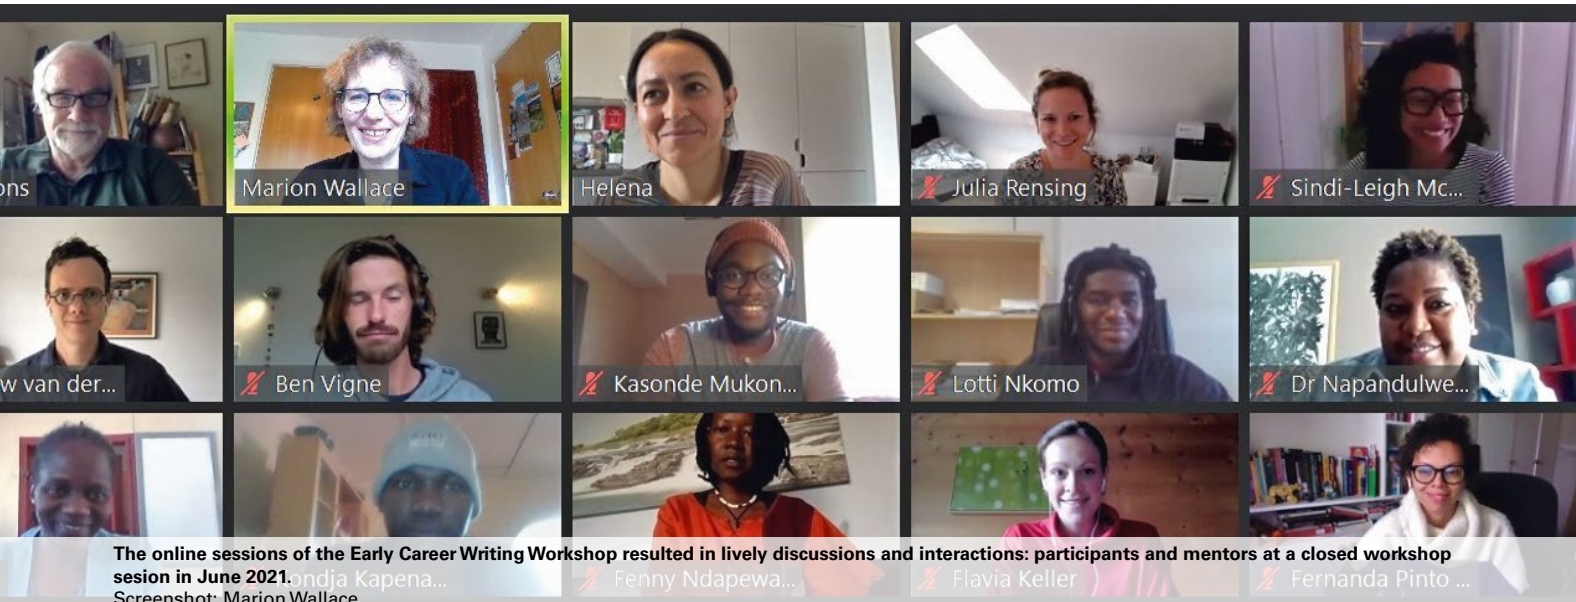 ons
Marion Wallace
Helena
Julia Rensing
Sindi-Leigh Mc...
w van der...
Ben Vigne
Kasonde Mukon...
Lotti Nkomo
Dr Napandulwe...
The online sessions of the Early Career Writing Workshop resulted in lively discussions and interactions: participants and mentors at a closed workshop
sesion in June 2021.
ondja Kapena...
Fenny Ndapewa...
Flavia Keller
Fernanda Pinto ...
Screenshot: Marion Wallace